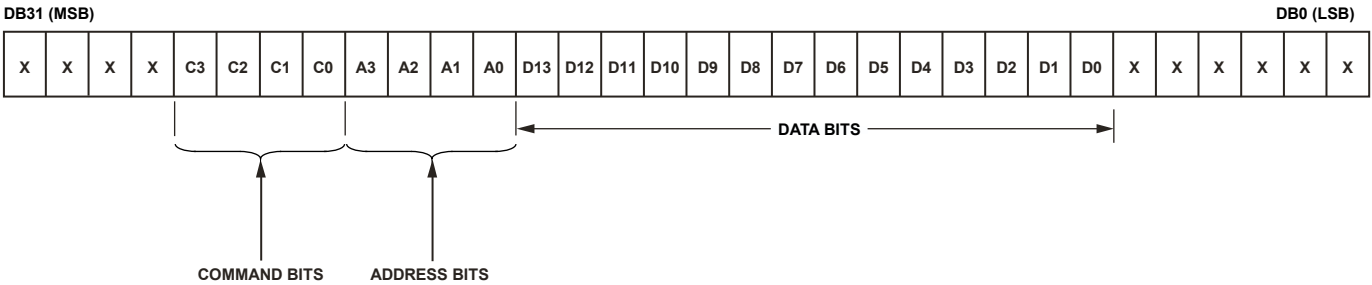 DB31 (MSB) DB0 (LSB)
X X X X C3 C2 C1 C0 A3 A2 A1 A0 D13 D12 D11 D10 D9 D8 D7 D6 D5 D4 D3 D2 D1 D0 X X X X X X
DATA BITS
COMMAND BITS ADDRESS BITS